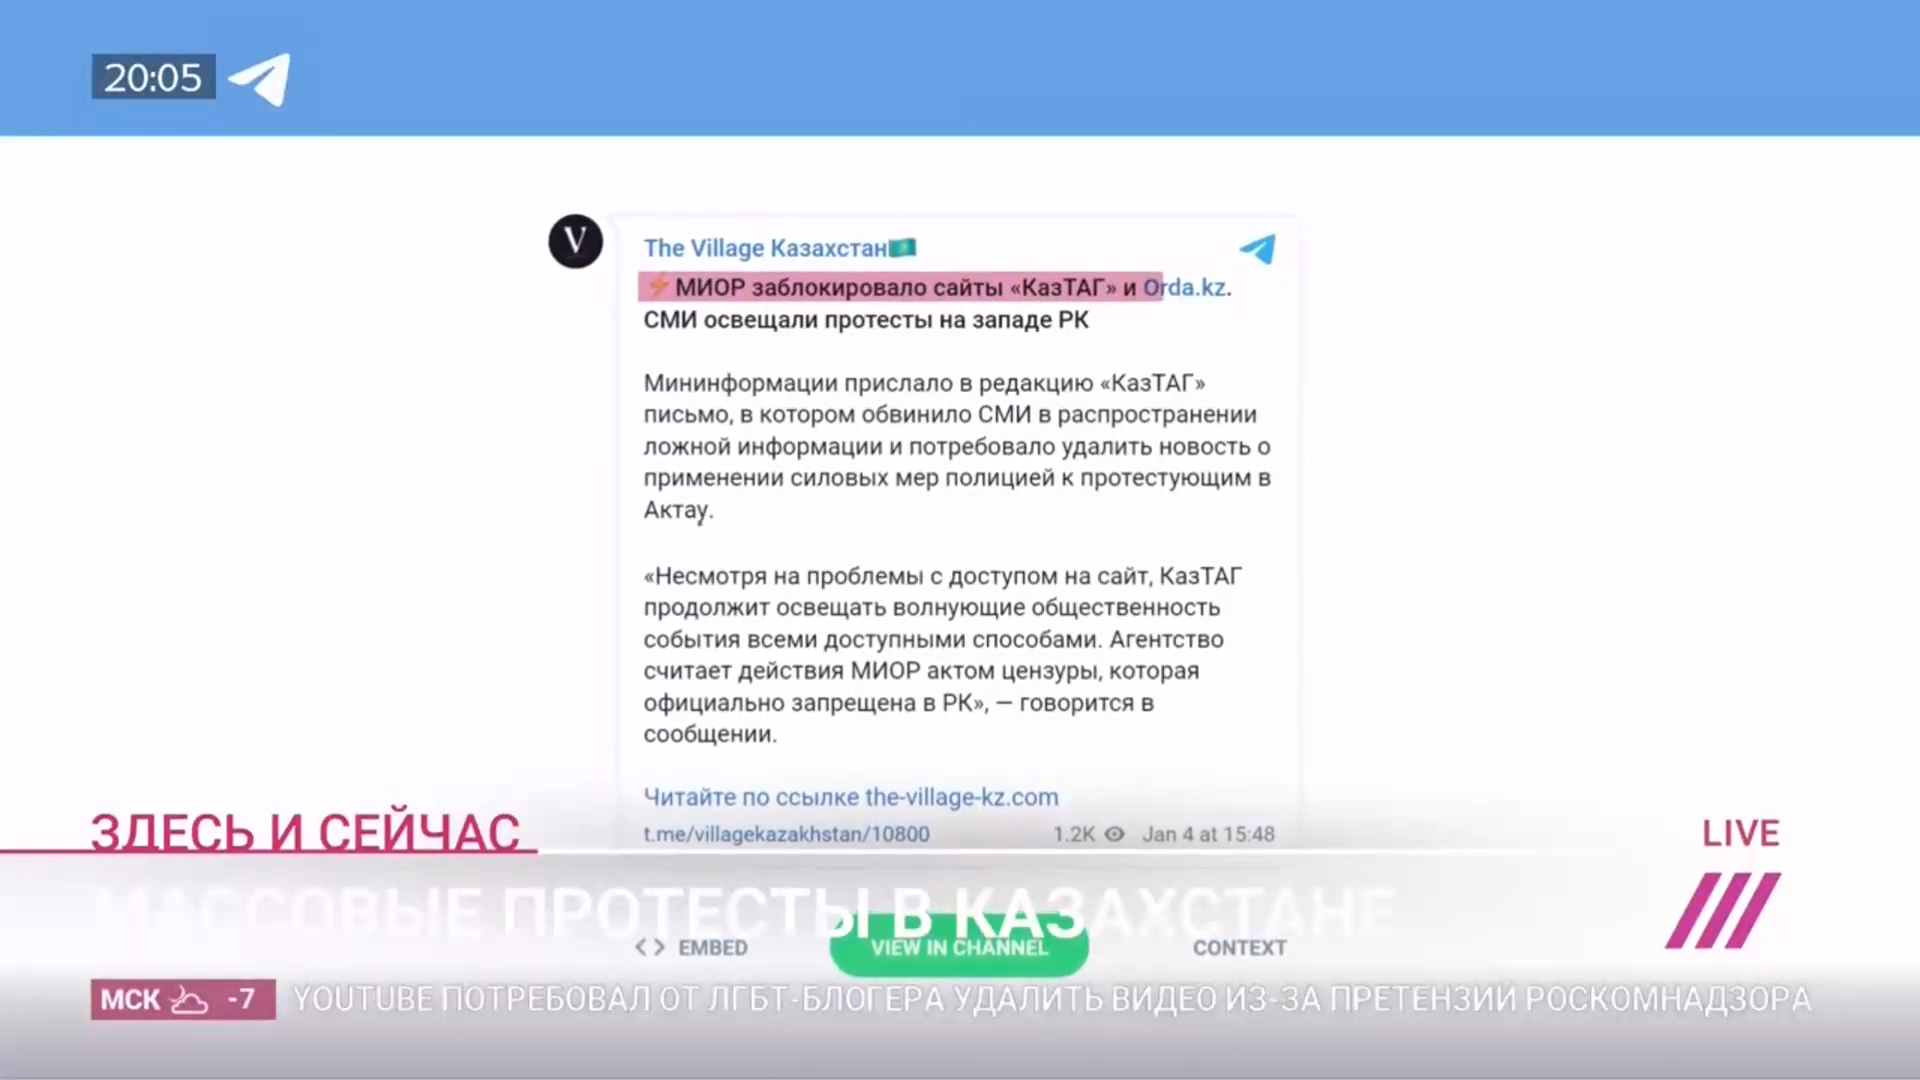 20:05
V
The Village Казахстан
МИОР заблокировало сайты «КазТАГ» и Orda.kz.
СМИ освещали протесты на западе РК
Мининформации прислало в редакцию «КазТАГ»
письмо, в котором обвинило СМИ в распространении
ложной информации и потребовало удалить новость о
применении силовых мер полицией к протестующим в
Актау.
«Несмотря на проблемы с доступом на сайт, КазТАГ
продолжит освещать волнующие общественность
события всеми доступными способами. Агентство
считает действия МИОР актом цензуры, которая
официально запрещена в РК», — говорится в
сообщении.
Читайте по ссылке the-village-kz.com
t.me/villagekazakhstan/10800 1.2K Jan 4 at 15:48
ЗДЕСЬ И СЕЙЧАС
LIVE
МАССОВЫЕ ПРОТЕСТЫ В КАЗАХСТАНЕ
EMBED VIEW IN CHANNEL CONTEXT
МСК -7 YOUTUBE ПОТРЕБОВАЛ ОТ ЛГБТ-БЛОГЕРА УДАЛИТЬ ВИДЕО ИЗ-ЗА ПРЕТЕНЗИЙ РОСКОМНАДЗОРА